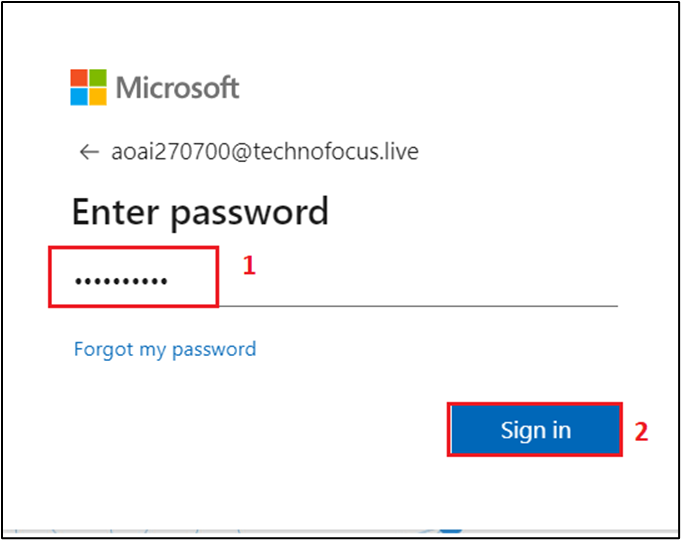 Microsoft
← aoai270700@technofocus.live
Enter password
•••••••••• 1
Forgot my password
Sign in 2